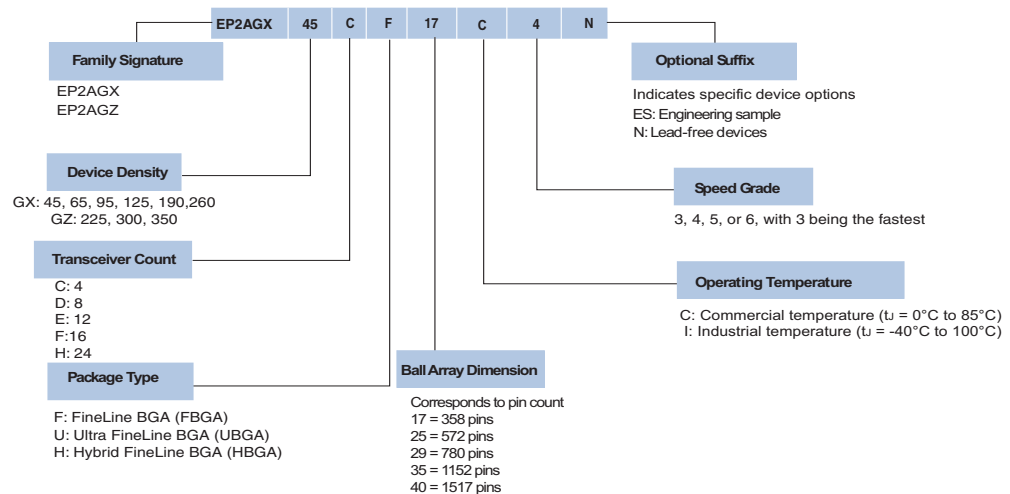 EP2AGX 45 C F 17 C 4 N
Family Signature
EP2AGX
EP2AGZ
Optional Suffix
Indicates specific device options
ES: Engineering sample
N: Lead-free devices
Device Density
GX: 45, 65, 95, 125, 190,260
GZ: 225, 300, 350
Speed Grade
3, 4, 5, or 6, with 3 being the fastest
Transceiver Count
C: 4
D: 8
E: 12
F:16
H: 24
Operating Temperature
C: Commercial temperature (tJ = 0°C to 85°C)
I: Industrial temperature (tJ = -40°C to 100°C)
Package Type
F: FineLine BGA (FBGA)
U: Ultra FineLine BGA (UBGA)
H: Hybrid FineLine BGA (HBGA)
Ball Array Dimension
Corresponds to pin count
17 = 358 pins
25 = 572 pins
29 = 780 pins
35 = 1152 pins
40 = 1517 pins